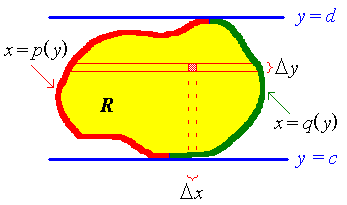 y = d
x = p(y)
Δy
R
x = q(y)
y = c
Δx